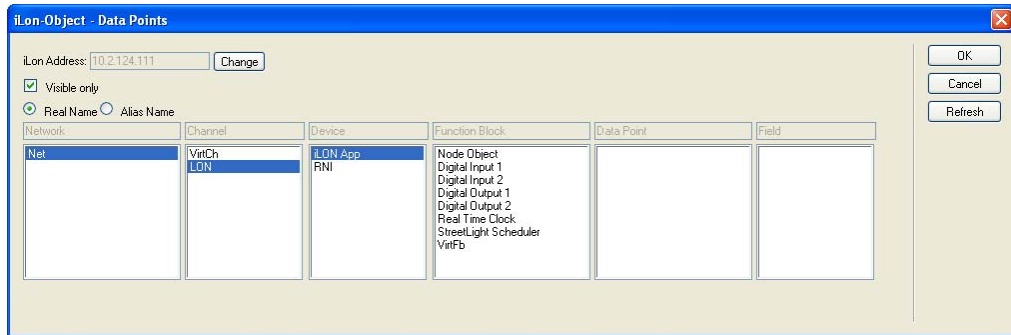 iLon-Object - Data Points
iLon Address: 10.2.124.111 Change
Visible only
Real Name Alias Name
Network Channel Device Function Block Data Point Field
Net VirtCh iLON App Node Object
LON RNI Digital Input 1
Digital Input 2
Digital Output 1
Digital Output 2
Real Time Clock
StreetLight Scheduler
VirtFb
OK
Cancel
Refresh